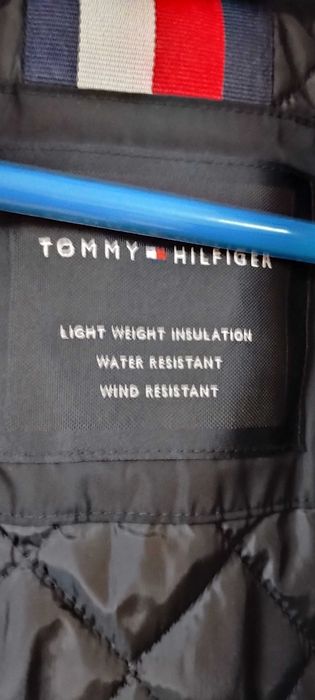 TOMMY HILFIGER
LIGHT WEIGHT INSULATION
WATER RESISTANT
WIND RESISTANT